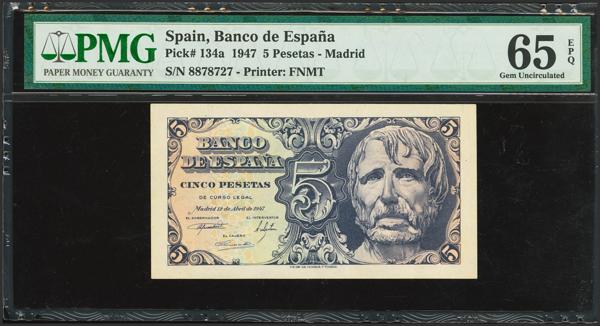 PMG
PAPER MONEY GUARANTY
Spain, Banco de España
Pick# 134a 1947 5 Pesetas - Madrid
S/N 8878727 - Printer: FNMT
65 EPQ
Gem Uncirculated
5
5
BANCO
DE ESPAÑA
CINCO PESETAS
DE CURSO LEGAL
Madrid 12 de Abril de 1947
EL GOBERNADOR EL INTERVENTOR
EL CAJERO
5
5
5